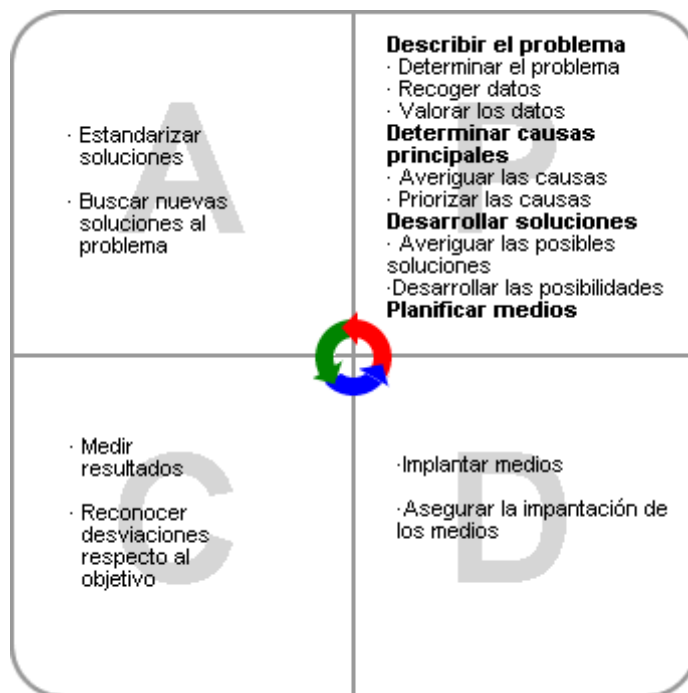 A
· Estandarizar
soluciones
· Buscar nuevas
soluciones al
problema
P
Describir el problema
· Determinar el problema
· Recoger datos
· Valorar los datos
Determinar causas
principales
· Averiguar las causas
· Priorizar las causas
Desarrollar soluciones
· Averiguar las posibles
soluciones
·Desarrollar las posibilidades
Planificar medios
C
· Medir
resultados
· Reconocer
desviaciones
respecto al
objetivo
D
·Implantar medios
·Asegurar la impantación de
los medios